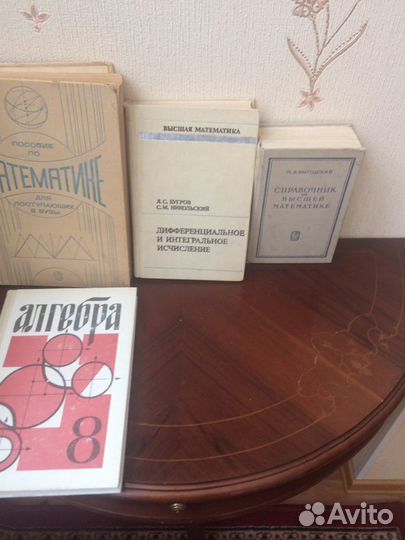 ПОСОБИЕ ПО
АТЕМАТИКЕ
ДЛЯ
ПОСТУПАЮЩИХ
В ВУЗЫ
ВЫСШАЯ МАТЕМАТИКА
Я.С. БУГРОВ
С.М. НИКОЛЬСКИЙ
ДИФФЕРЕНЦИАЛЬНОЕ
И ИНТЕГРАЛЬНОЕ
ИСЧИСЛЕНИЕ
М. Я. ВЫГОДСКИЙ
СПРАВОЧНИК
ПО
ВЫСШЕЙ
МАТЕМАТИКЕ
алгебра
8
Avito